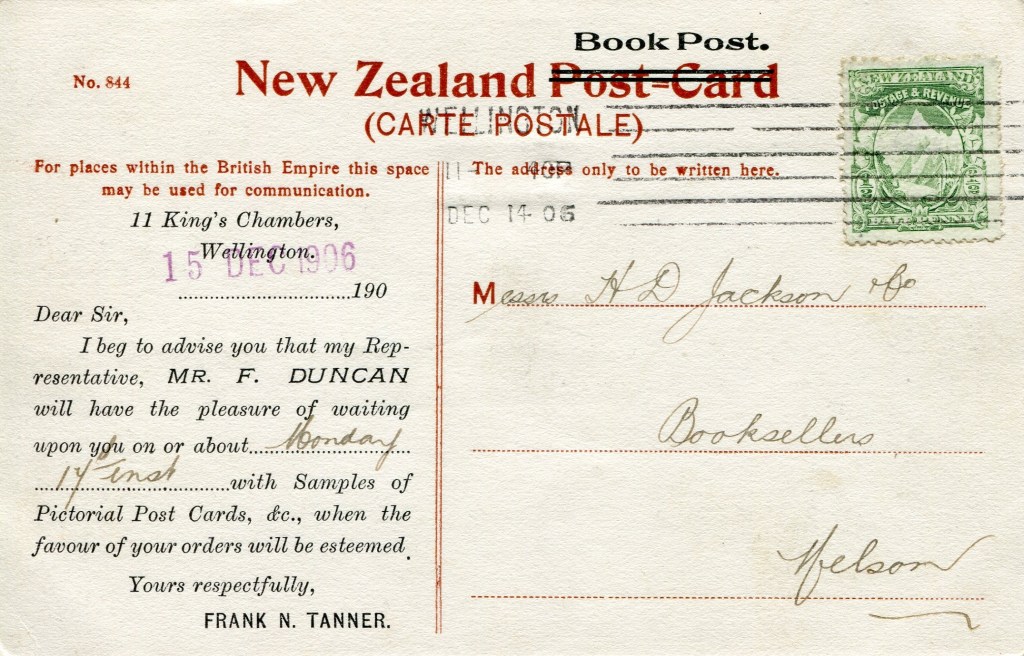 Book Post.
No. 844
New Zealand Post-Card
(CARTE POSTALE)
WELLINGTON
DEC 14 06
NEW ZEALAND
POSTAGE & REVENUE
HALF PENNY
For places within the British Empire this space
may be used for communication.
The address only to be written here.
11 King's Chambers,
Wellington.
15 DEC 1906
190
Dear Sir,
I beg to advise you that my Rep-
resentative, MR. F. DUNCAN
will have the pleasure of waiting
upon you on or about Monday
17th inst with Samples of
Pictorial Post Cards, &c., when the
favour of your orders will be esteemed.
Yours respectfully,
FRANK N. TANNER.
Messrs H D Jackson & Co
Booksellers
Nelson